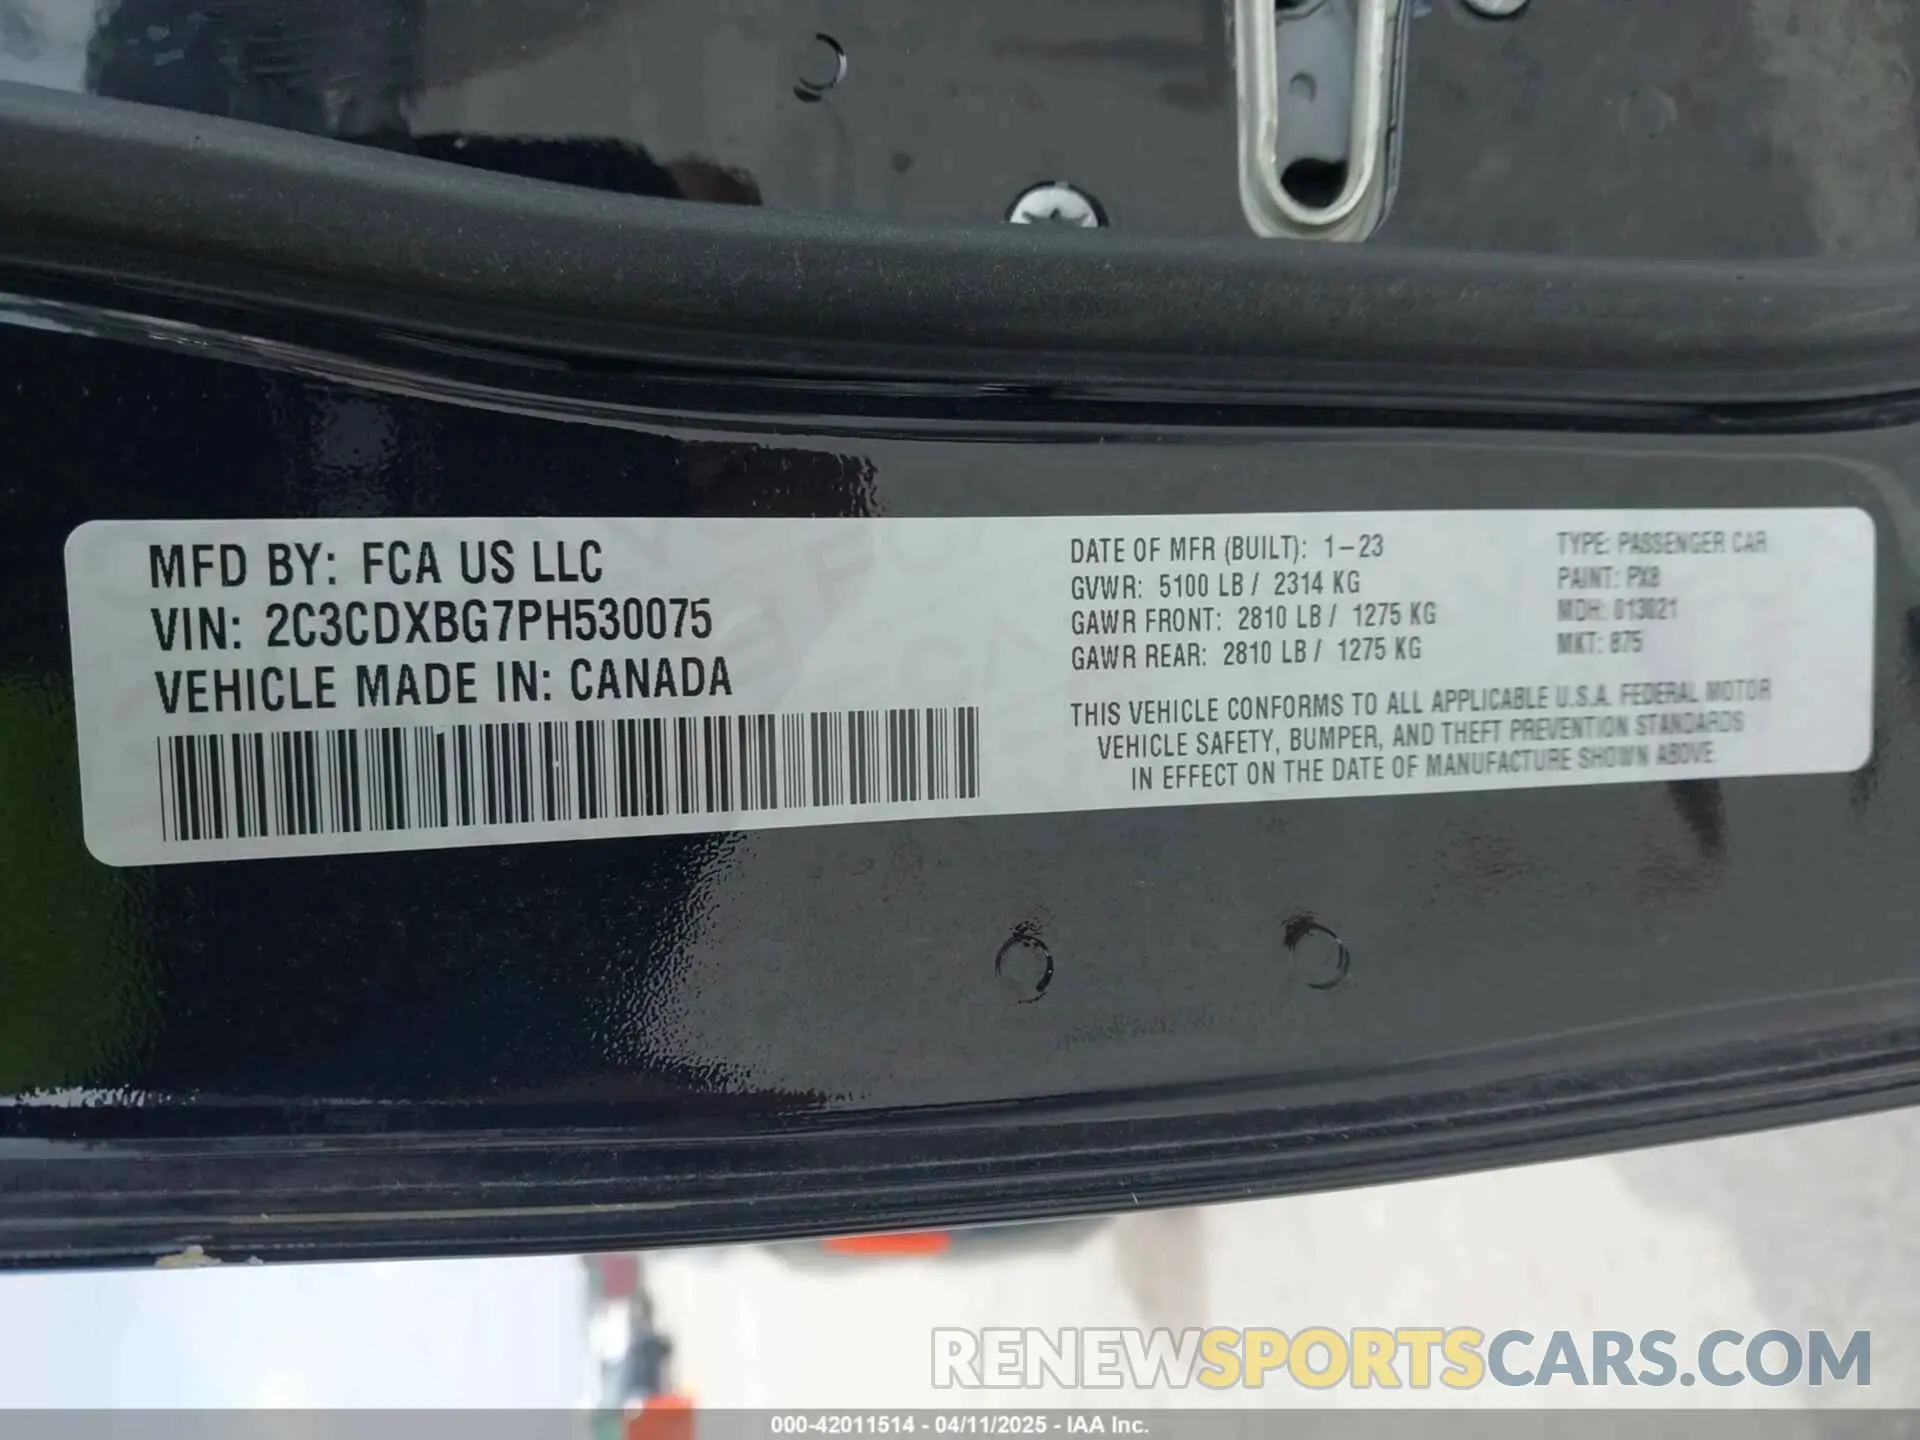 MFD BY: FCA US LLC
VIN: 2C3CDXBG7PH530075
VEHICLE MADE IN: CANADA
DATE OF MFR (BUILT): 1-23
GVWR: 5100 LB / 2314 KG
GAWR FRONT: 2810 LB / 1275 KG
GAWR REAR: 2810 LB / 1275 KG
TYPE: PASSENGER CAR
PAINT: PX8
MDH: 013021
MKT: 875
THIS VEHICLE CONFORMS TO ALL APPLICABLE U.S.A. FEDERAL MOTOR
VEHICLE SAFETY, BUMPER, AND THEFT PREVENTION STANDARDS
IN EFFECT ON THE DATE OF MANUFACTURE SHOWN ABOVE.
RENEWSPORTSCARS.COM
000-42011514 - 04/11/2025 - IAA Inc.